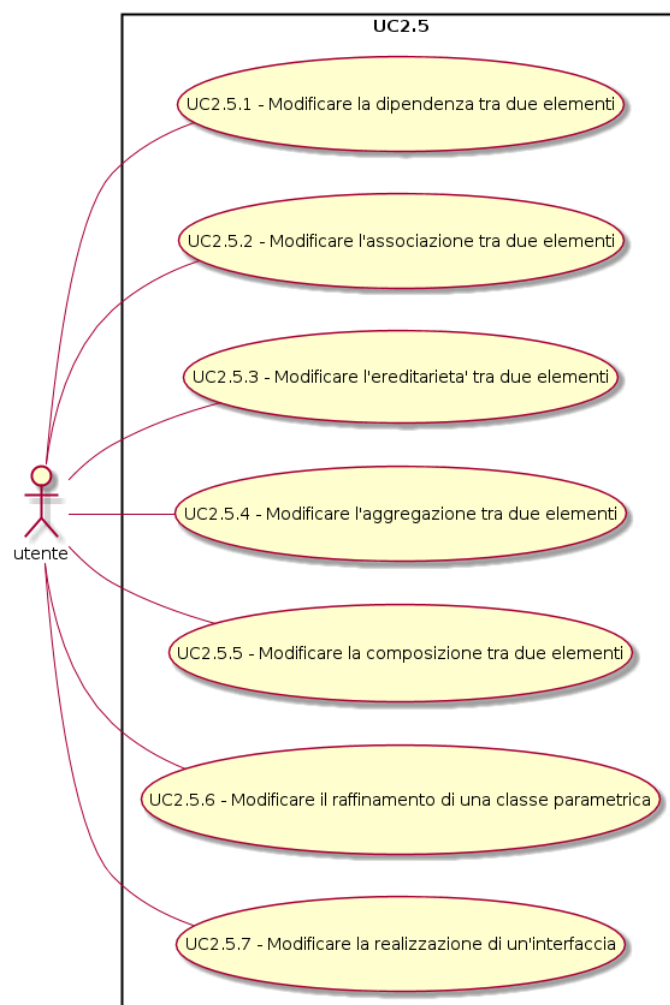 UC2.5
UC2.5.1 - Modificare la dipendenza tra due elementi
UC2.5.2 - Modificare l'associazione tra due elementi
UC2.5.3 - Modificare l'ereditarieta' tra due elementi
UC2.5.4 - Modificare l'aggregazione tra due elementi
utente
UC2.5.5 - Modificare la composizione tra due elementi
UC2.5.6 - Modificare il raffinamento di una classe parametrica
UC2.5.7 - Modificare la realizzazione di un'interfaccia